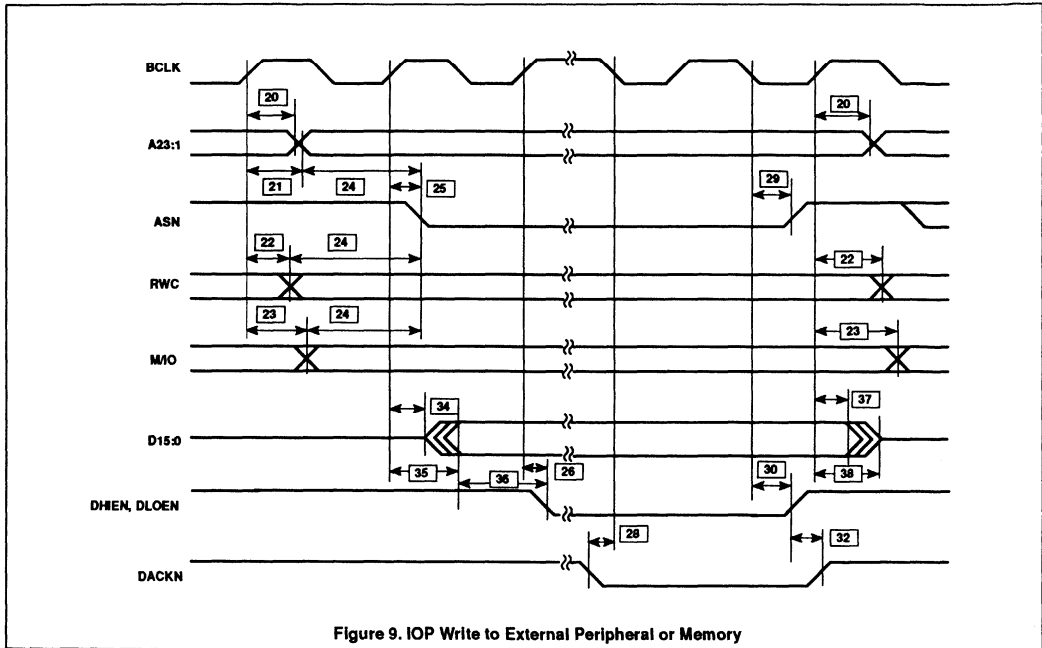 BCLK
20
20
A23:1
21
24
25
29
ASN
22
24
22
RWC
23
24
23
M/IO
34
37
D15:0
35
36
26
30
38
DHIEN, DLOEN
28
32
DACKN
Figure 9. IOP Write to External Peripheral or Memory